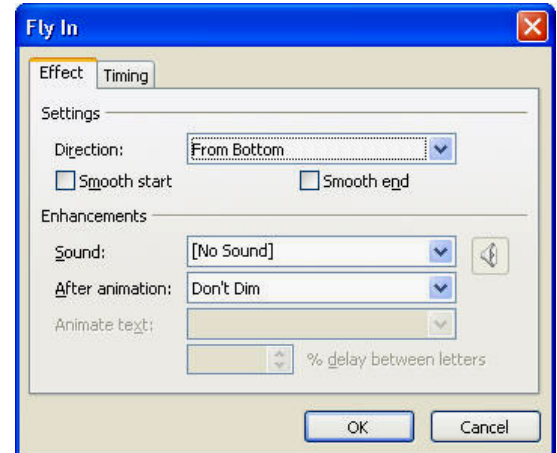 Fly In
Effect Timing
Settings
Direction: From Bottom
Smooth start Smooth end
Enhancements
Sound: [No Sound]
After animation: Don't Dim
Animate text:
% delay between letters
OK Cancel